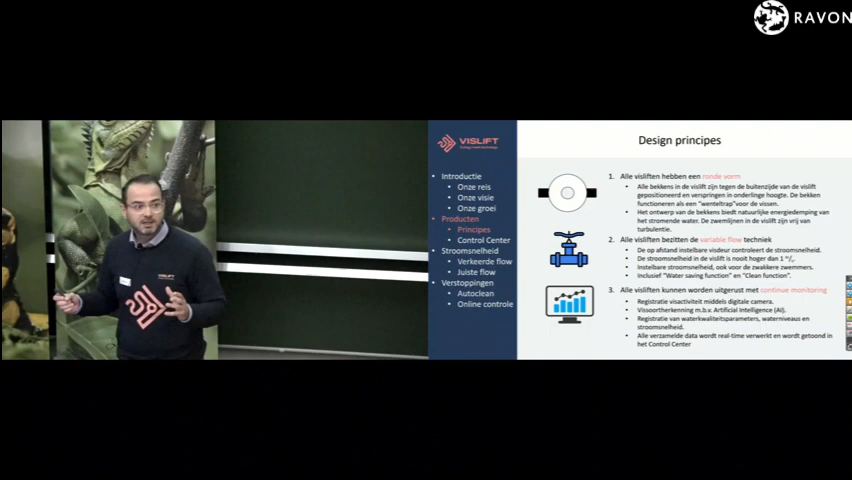 RAVON
VISLIFT
Design principes
• Introductie
• Onze reis
• Onze visie
• Onze groei
• Producten
• Principes
• Control Center
• Stroomsnelheid
• Verkeerde flow
• Juiste flow
• Verstoppingen
• Autoclean
• Online controle
1. Alle visliften hebben een ronde vorm
• Alle bekkens in de vislift zijn tegen de buitenzijde van de vislift
gepositioneerd en verspringen in onderlinge hoogte. De bekken
functioneren als een “wenteltrap”voor de vissen.
• Het ontwerp van de bekkens biedt natuurlijke energiedemping van
het stromende water. De zwemlijnen in de vislift zijn vrij van
turbulentie.
2. Alle visliften bezitten de variable flow techniek
• De op afstand instelbare visdeur controleert de stroomsnelheid.
• De stroomsnelheid in de vislift is nooit hoger dan 1 m/s.
• Instelbare stroomsnelheid, ook voor de zwakkere zwemmers.
• Inclusief “Water saving function” en “Clean function”.
3. Alle visliften kunnen worden uitgerust met continue monitoring
• Registratie visactiviteit middels digitale camera.
• Vissoortherkenning m.b.v. Artificial Intelligence (AI).
• Registratie van waterkwaliteitsparameters, waterniveaus en
stroomsnelheid.
• Alle verzamelde data wordt real-time verwerkt en wordt getoond in
het Control Center
VISLIFT